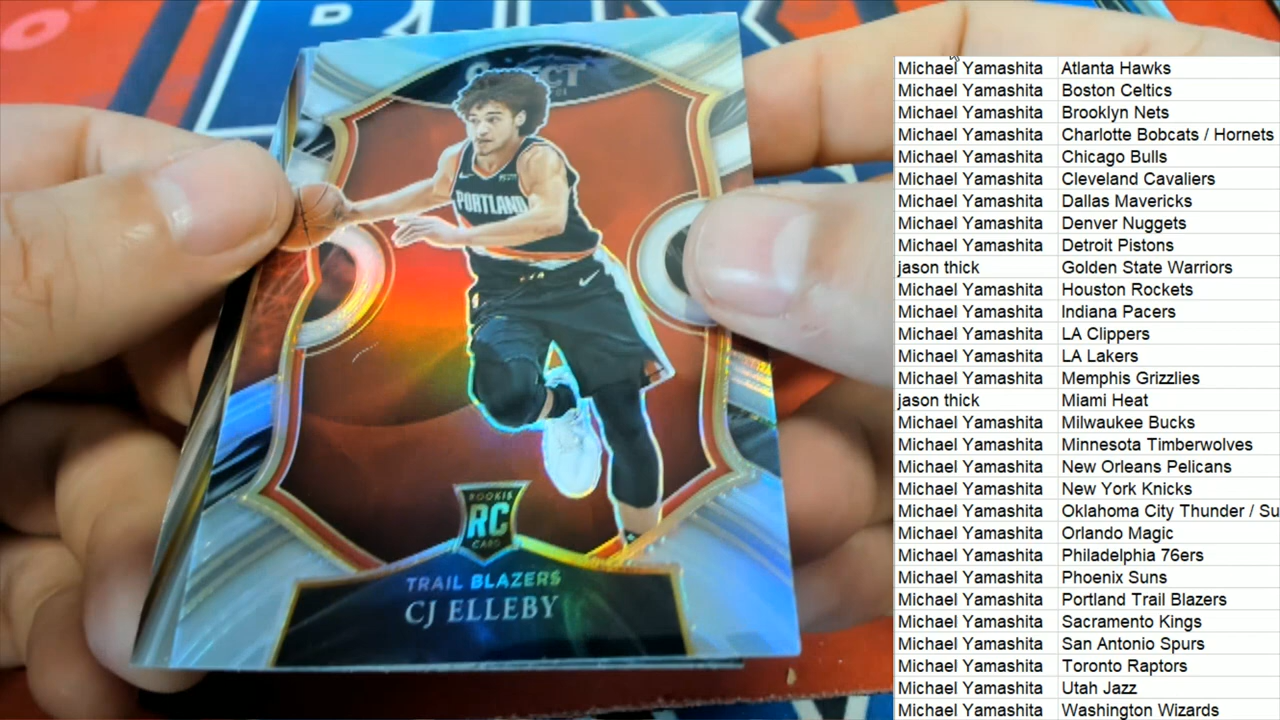 PORTLAND
ROOKIE
RC
CARD
TRAIL BLAZERS
CJ ELLEBY
Michael Yamashita Atlanta Hawks
Michael Yamashita Boston Celtics
Michael Yamashita Brooklyn Nets
Michael Yamashita Charlotte Bobcats / Hornets
Michael Yamashita Chicago Bulls
Michael Yamashita Cleveland Cavaliers
Michael Yamashita Dallas Mavericks
Michael Yamashita Denver Nuggets
Michael Yamashita Detroit Pistons
jason thick Golden State Warriors
Michael Yamashita Houston Rockets
Michael Yamashita Indiana Pacers
Michael Yamashita LA Clippers
Michael Yamashita LA Lakers
Michael Yamashita Memphis Grizzlies
jason thick Miami Heat
Michael Yamashita Milwaukee Bucks
Michael Yamashita Minnesota Timberwolves
Michael Yamashita New Orleans Pelicans
Michael Yamashita New York Knicks
Michael Yamashita Oklahoma City Thunder / Su
Michael Yamashita Orlando Magic
Michael Yamashita Philadelphia 76ers
Michael Yamashita Phoenix Suns
Michael Yamashita Portland Trail Blazers
Michael Yamashita Sacramento Kings
Michael Yamashita San Antonio Spurs
Michael Yamashita Toronto Raptors
Michael Yamashita Utah Jazz
Michael Yamashita Washington Wizards